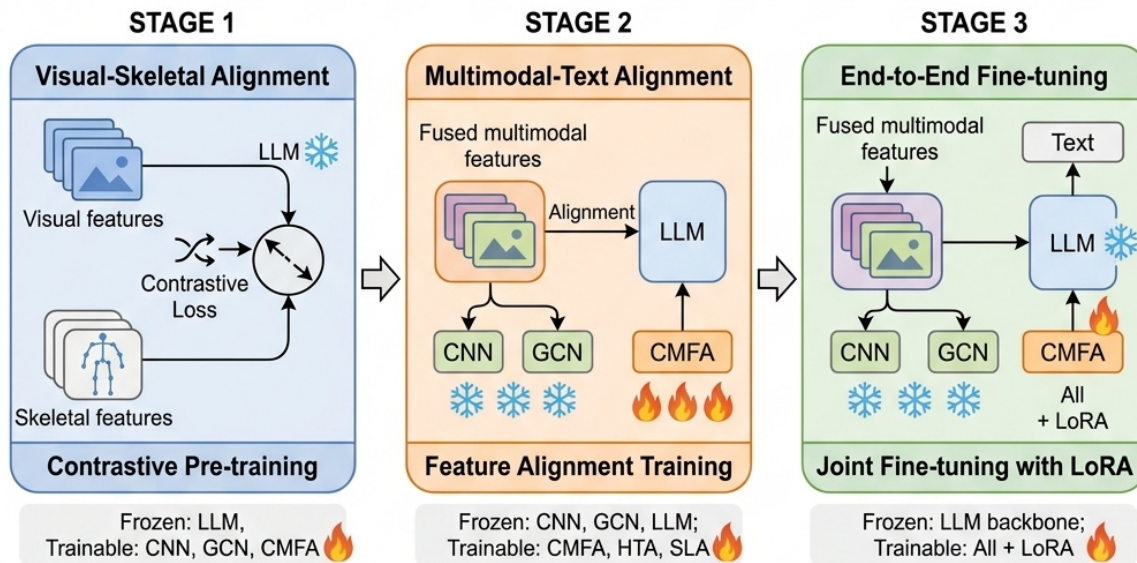 STAGE 1
Visual-Skeletal Alignment
LLM
Visual features
Contrastive
Loss
Skeletal features
Contrastive Pre-training
Frozen: LLM,
Trainable: CNN, GCN, CMFA
STAGE 2
Multimodal-Text Alignment
Fused multimodal
features
Alignment
LLM
CNN
GCN
CMFA
Feature Alignment Training
Frozen: CNN, GCN, LLM;
Trainable: CMFA, HTA, SLA
STAGE 3
End-to-End Fine-tuning
Fused multimodal
features
Text
LLM
CNN
GCN
CMFA
All
+ LoRA
Joint Fine-tuning with LoRA
Frozen: LLM backbone;
Trainable: All + LoRA